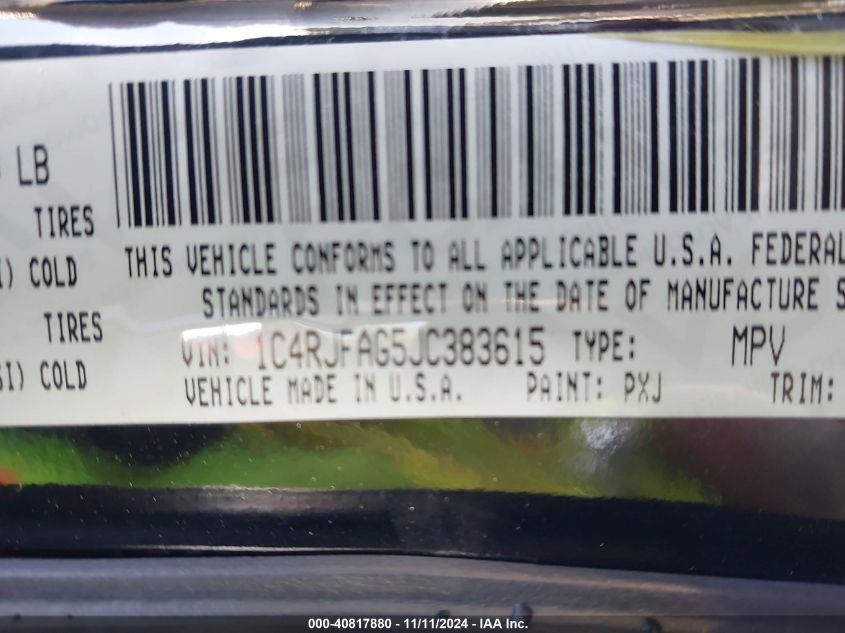 LB
TIRES
COLD
TIRES
SI) COLD
THIS VEHICLE CONFORMS TO ALL APPLICABLE U.S.A. FEDERAL
STANDARDS IN EFFECT ON THE DATE OF MANUFACTURE S
VIN: 1C4RJFAG5JC383615 TYPE: MPV
VEHICLE MADE IN U.S.A. PAINT: PXJ TRIM:
000-40817880 - 11/11/2024 - IAA Inc.